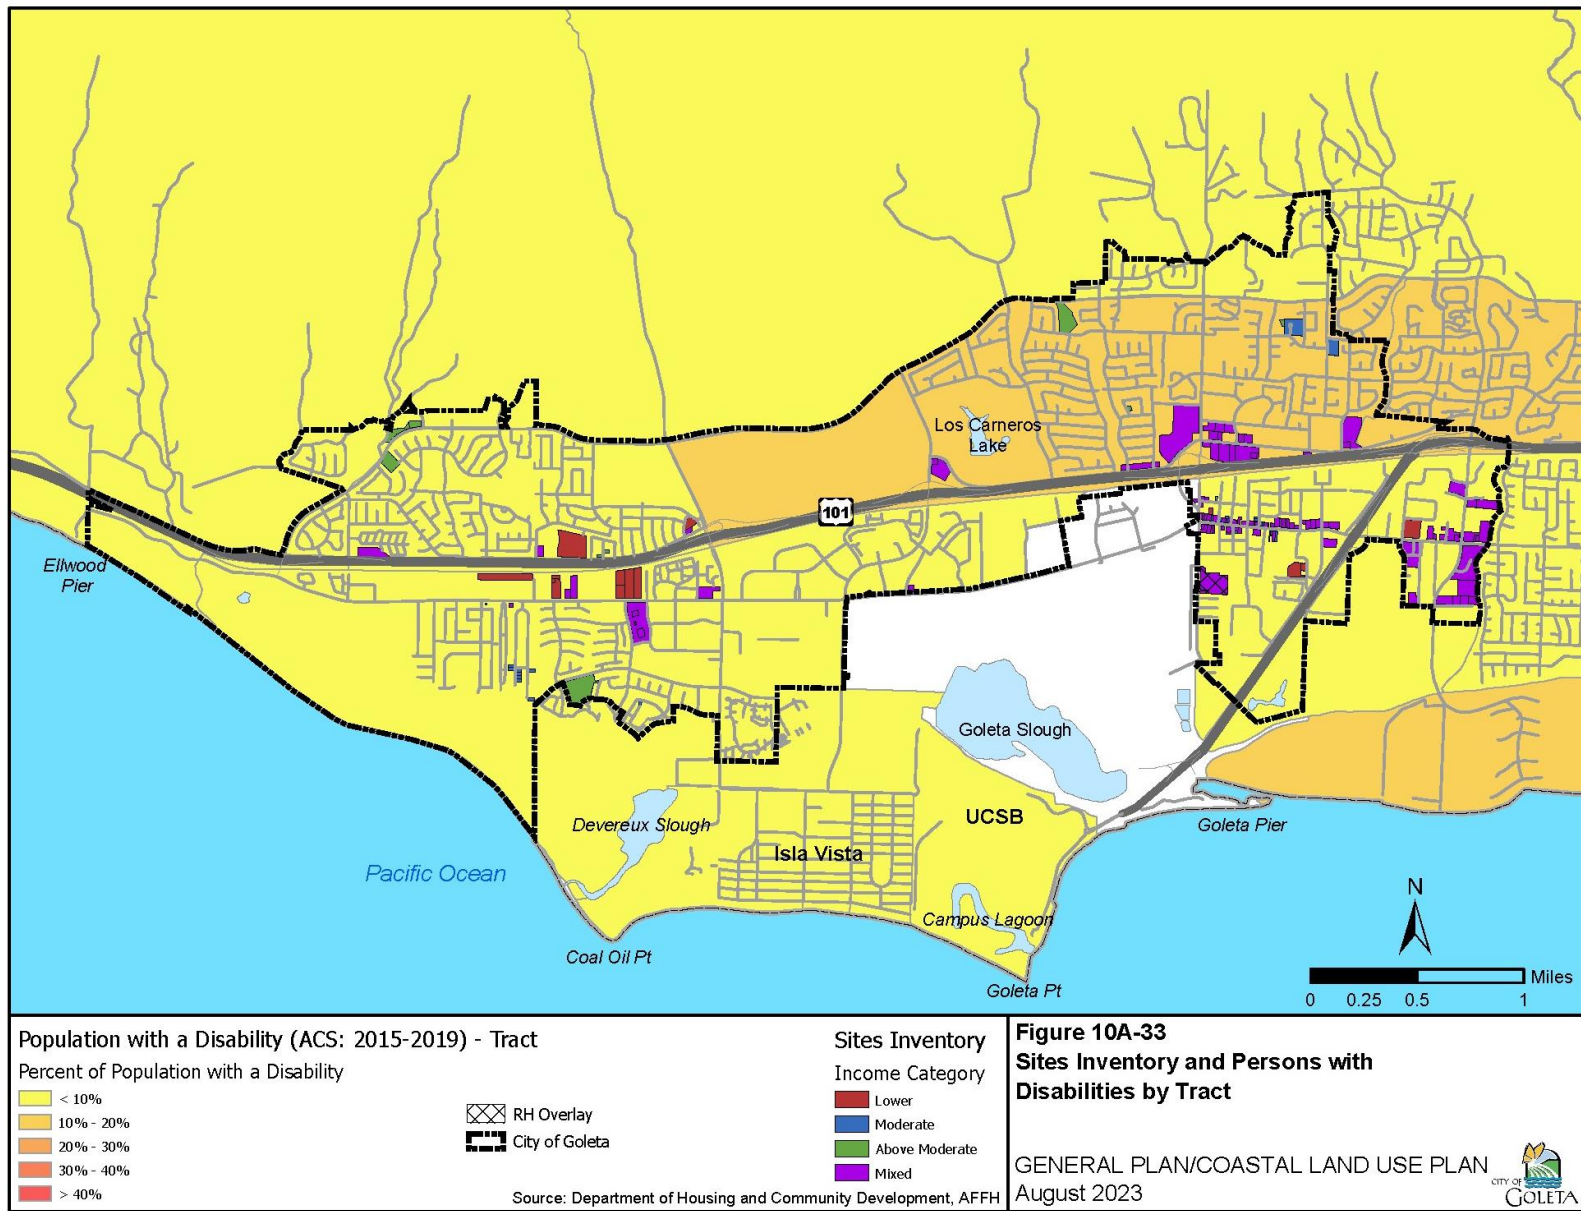 Los Carneros
Lake
101
Ellwood
Pier
Goleta Slough
UCSB
Devereux Slough
Goleta Pier
Isla Vista
Pacific Ocean
Campus Lagoon
N
Coal Oil Pt
Goleta Pt
Miles
0 0.25 0.5 1
Population with a Disability (ACS: 2015-2019) - Tract
Percent of Population with a Disability
< 10%
10% - 20%
20% - 30%
30% - 40%
> 40%
RH Overlay
City of Goleta
Sites Inventory
Income Category
Lower
Moderate
Above Moderate
Mixed
Source: Department of Housing and Community Development, AFFH
Figure 10A-33
Sites Inventory and Persons with
Disabilities by Tract
GENERAL PLAN/COASTAL LAND USE PLAN
August 2023
CITY OF
GOLETA